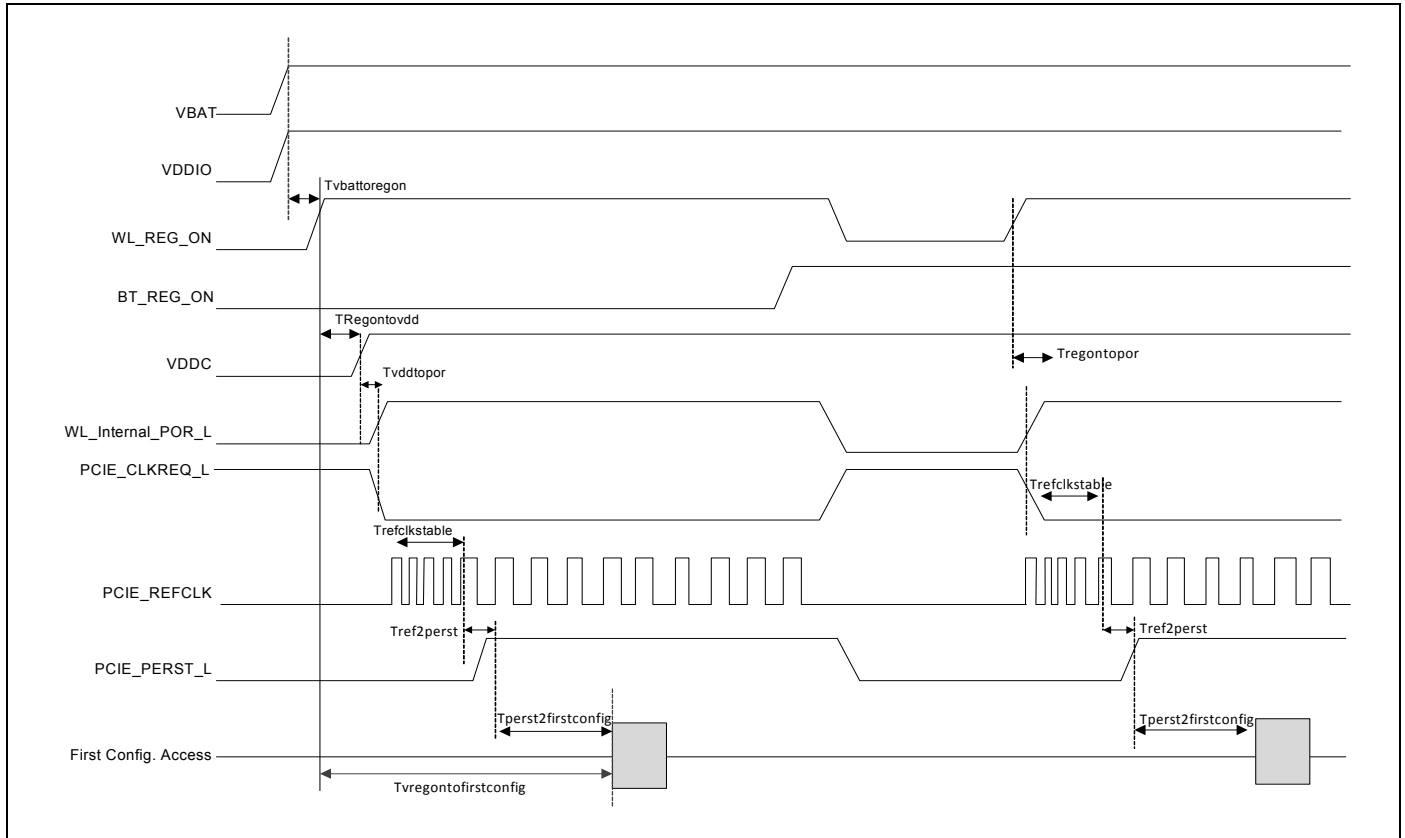 VBAT
VDDIO
Tvbattoregon
WL_REG_ON
BT_REG_ON
TRegontovdd
VDDC
Tregontopor
Tvddtopor
WL_Internal_POR_L
PCIE_CLKREQ_L
Trefclkstable
Trefclkstable
PCIE_REFCLK
Tref2perst
Tref2perst
PCIE_PERST_L
Tperst2firstconfig
Tperst2firstconfig
First Config. Access
Tvregontofirstconfig